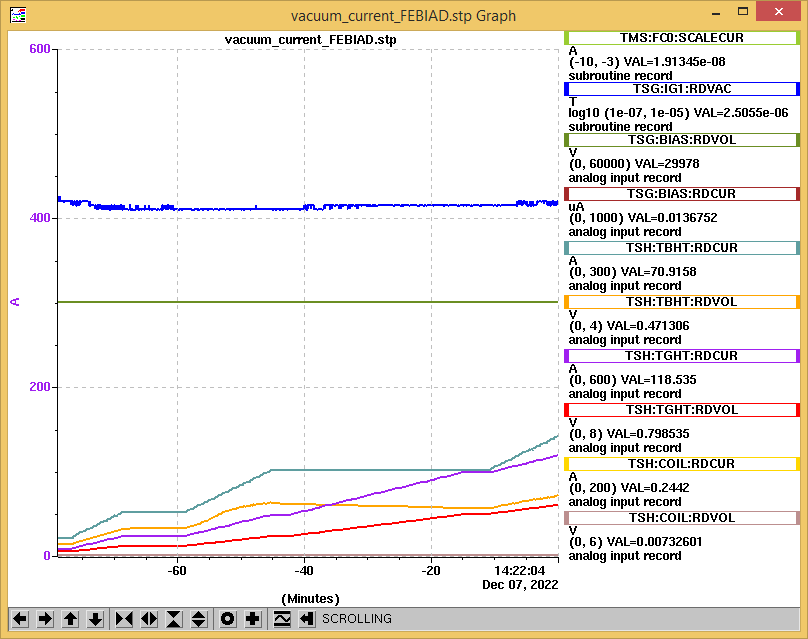 vacuum_current_FEBIAD.stp Graph
vacuum_current_FEBIAD.stp
600
400
200
0
A
-60
-40
-20
14:22:04
Dec 07, 2022
(Minutes)
TMS:FC0:SCALECUR
A
(-10, -3) VAL=1.91345e-08
subroutine record
TSG:IG1:RDVAC
T
log10 (1e-07, 1e-05) VAL=2.5055e-06
subroutine record
TSG:BIAS:RDVOL
V
(0, 60000) VAL=29978
analog input record
TSG:BIAS:RDCUR
uA
(0, 1000) VAL=0.0136752
analog input record
TSH:TBHT:RDCUR
A
(0, 300) VAL=70.9158
analog input record
TSH:TBHT:RDVOL
V
(0, 4) VAL=0.471306
analog input record
TSH:TGHT:RDCUR
A
(0, 600) VAL=118.535
analog input record
TSH:TGHT:RDVOL
V
(0, 8) VAL=0.798535
analog input record
TSH:COIL:RDCUR
A
(0, 200) VAL=0.2442
analog input record
TSH:COIL:RDVOL
V
(0, 6) VAL=0.00732601
analog input record
SCROLLING